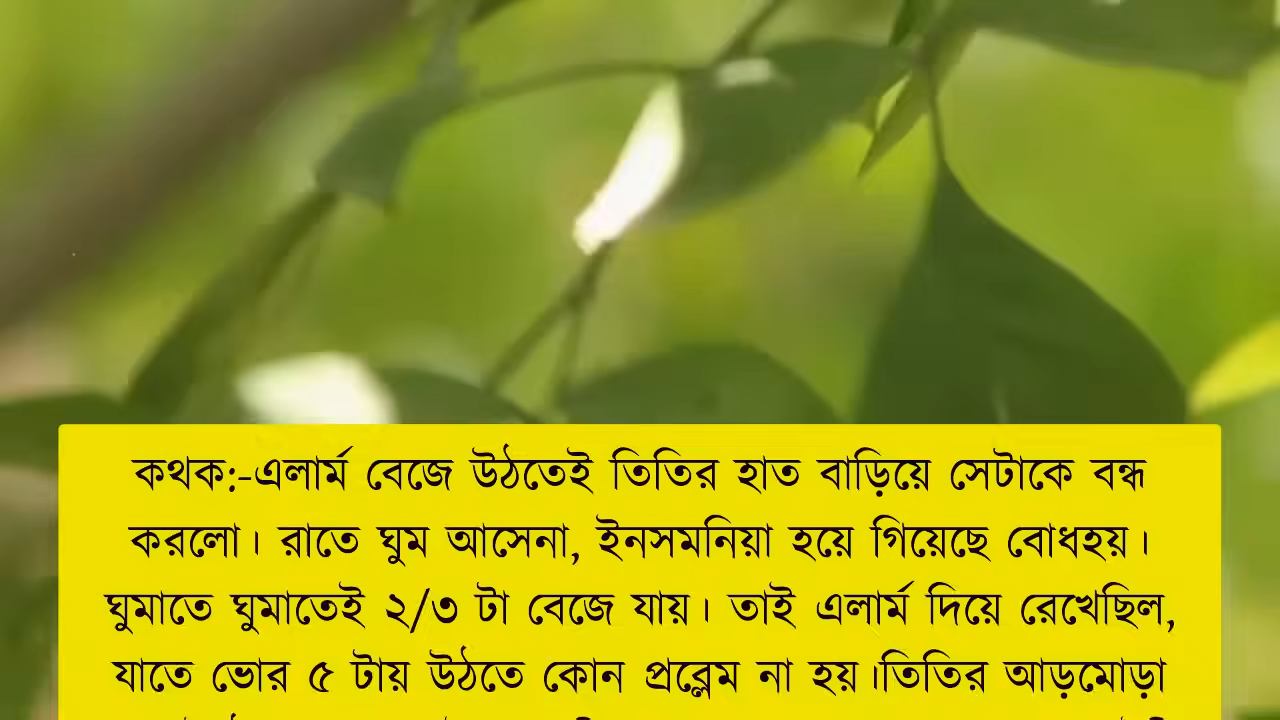 কথক:-এলার্ম বেজে উঠতেই তিতির হাত বাড়িয়ে সেটাকে বন্ধ
করলো। রাতে ঘুম আসেনা, ইনসমনিয়া হয়ে গিয়েছে বোধহয়।
ঘুমাতে ঘুমাতেই ২/৩ টা বেজে যায়। তাই এলার্ম দিয়ে রেখেছিল,
যাতে ভোর ৫ টায় উঠতে কোন প্রব্লেম না হয়।তিতির আড়মোড়া